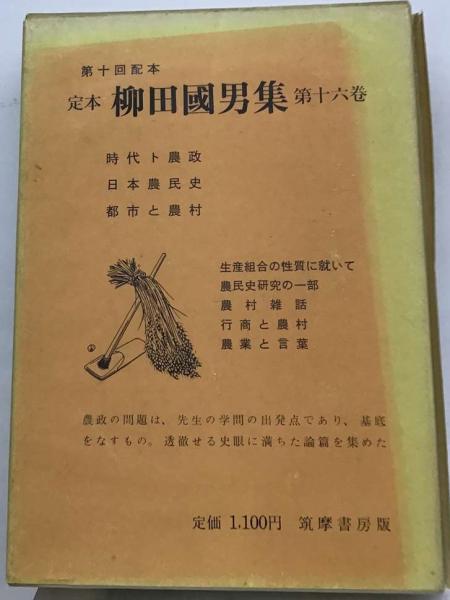 第十回配本
定本 柳田國男集 第十六巻
時代ト農政
日本農民史
都市と農村
生産組合の性質に就いて
農民史研究の一部
農村雑話
行商と農村
農業と言葉
農政の問題は、先生の学問の出発点であり、基底
をなすもの。透徹せる史眼に満ちた論篇を集めた
定価 1,100円 筑摩書房版